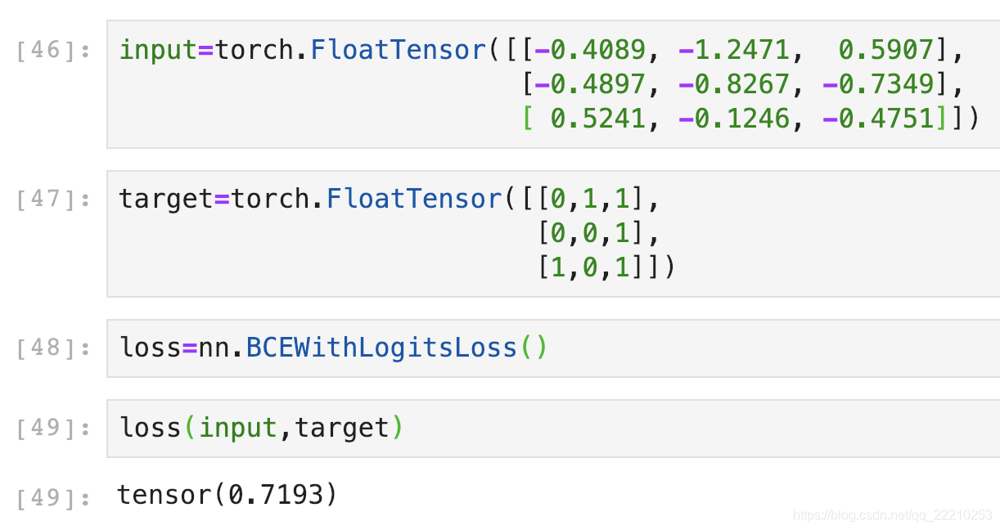 [46]: input=torch.FloatTensor([[-0.4089, -1.2471,  0.5907],
[-0.4897, -0.8267, -0.7349],
[ 0.5241, -0.1246, -0.4751]])
[47]: target=torch.FloatTensor([[0,1,1],
[0,0,1],
[1,0,1]])
[48]: loss=nn.BCEWithLogitsLoss()
[49]: loss(input,target)
[49]: tensor(0.7193)
https://blog.csdn.net/qq_22210253